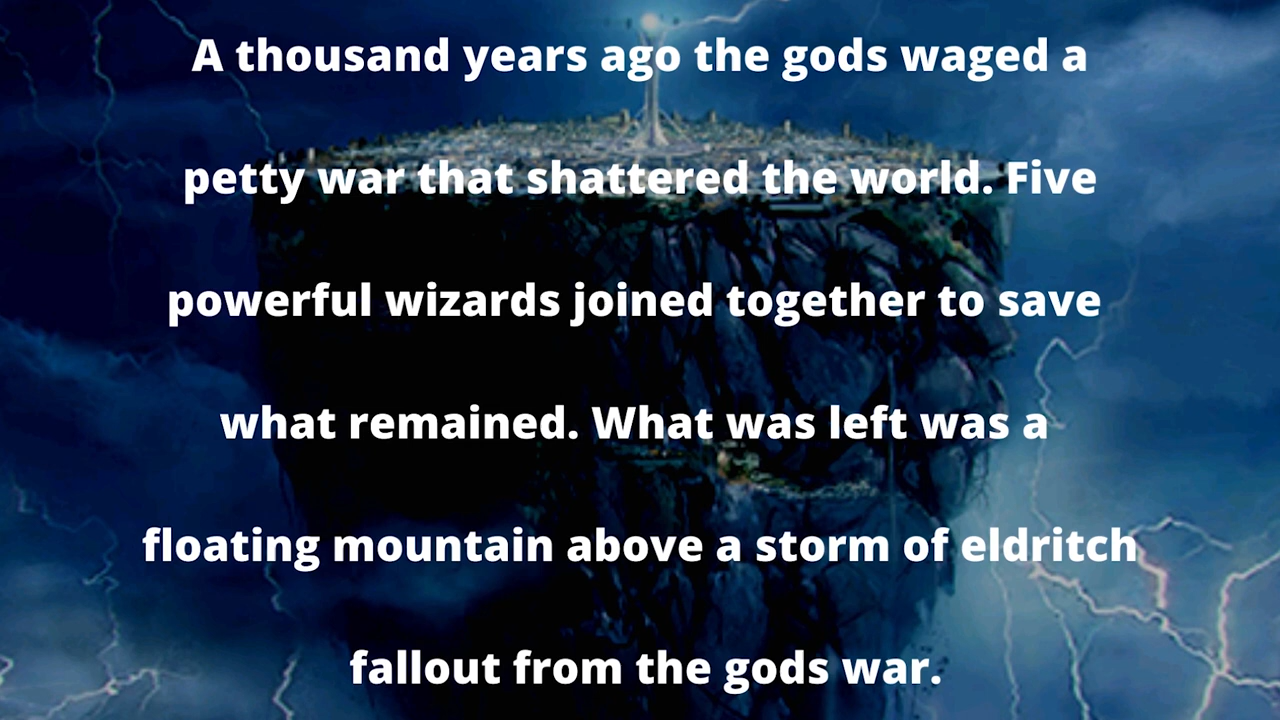 A thousand years ago the gods waged a
petty war that shattered the world. Five
powerful wizards joined together to save
what remained. What was left was a
floating mountain above a storm of eldritch
fallout from the gods war.